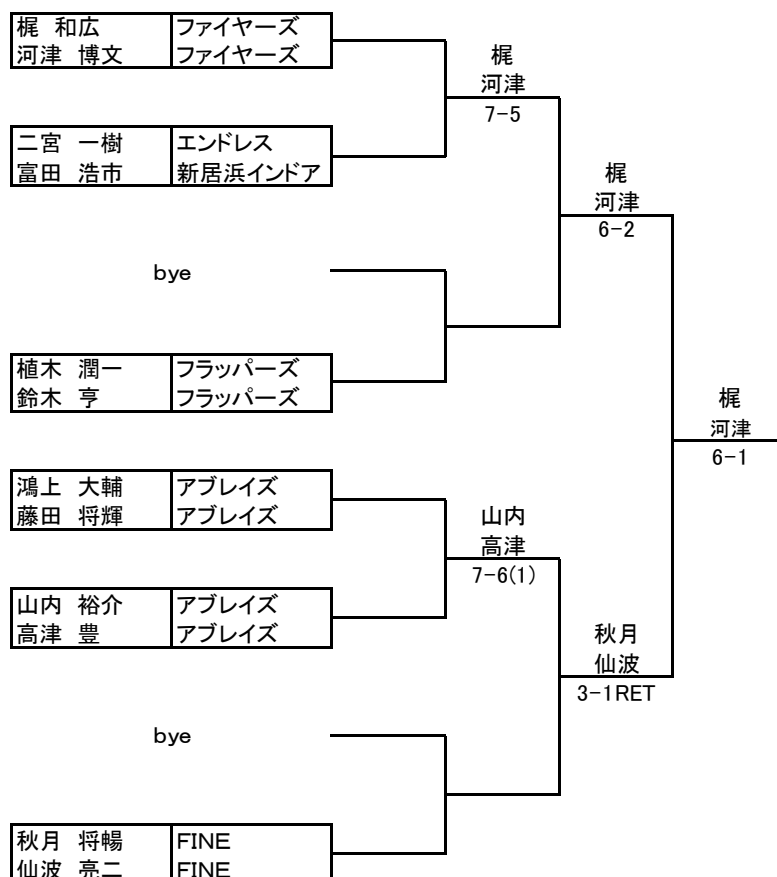 梶　和広　ファイヤーズ
河津　博文　ファイヤーズ
梶
河津
7-5
二宮　一樹　エンドレス
富田　浩市　新居浜インドア
梶
河津
6-2
bye
植木　潤一　フラッパーズ
鈴木　亨　フラッパーズ
梶
河津
6-1
鴻上　大輔　アブレイズ
藤田　将輝　アブレイズ
山内
高津
7-6(1)
山内　裕介　アブレイズ
高津　豊　アブレイズ
秋月
仙波
3-1RET
bye
秋月　将暢　FINE
仙波　亮二　FINE